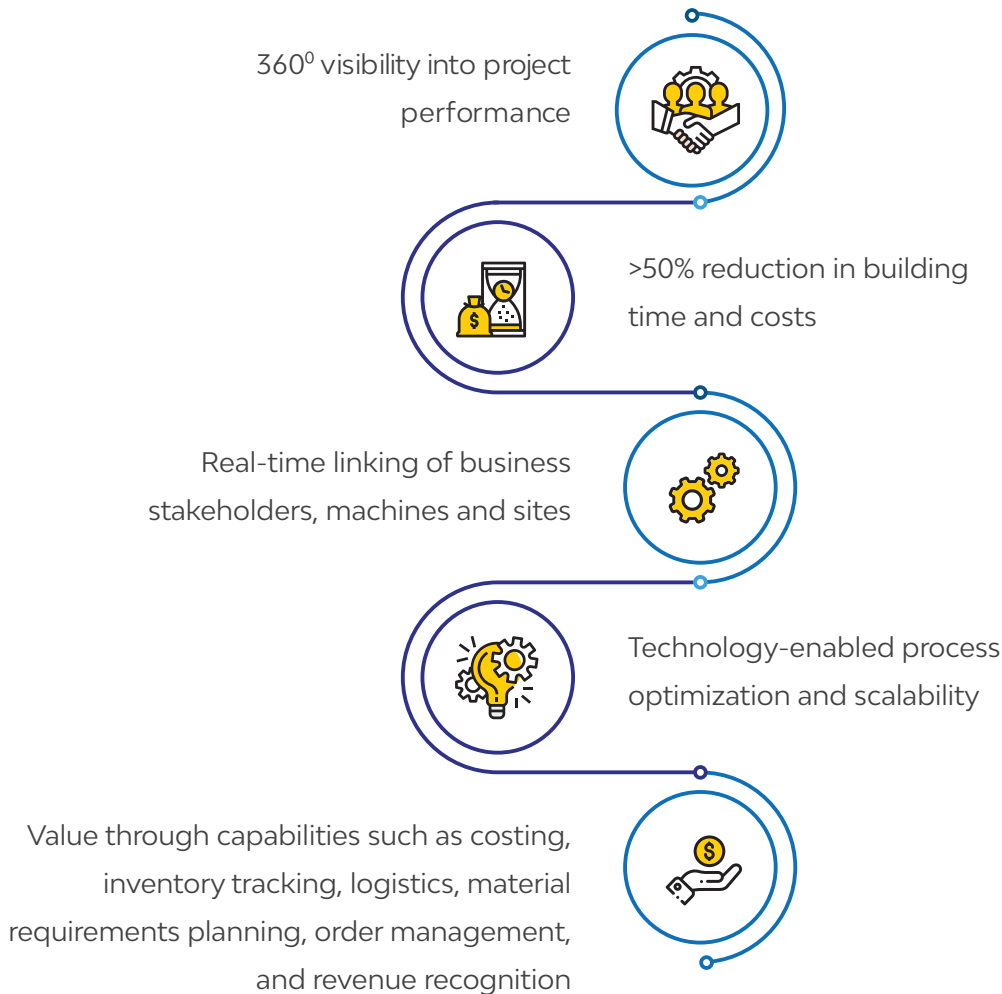 360⁰ visibility into project
performance
>50% reduction in building
time and costs
Real-time linking of business
stakeholders, machines and sites
Technology-enabled process
optimization and scalability
Value through capabilities such as costing,
inventory tracking, logistics, material
requirements planning, order management,
and revenue recognition
$
$